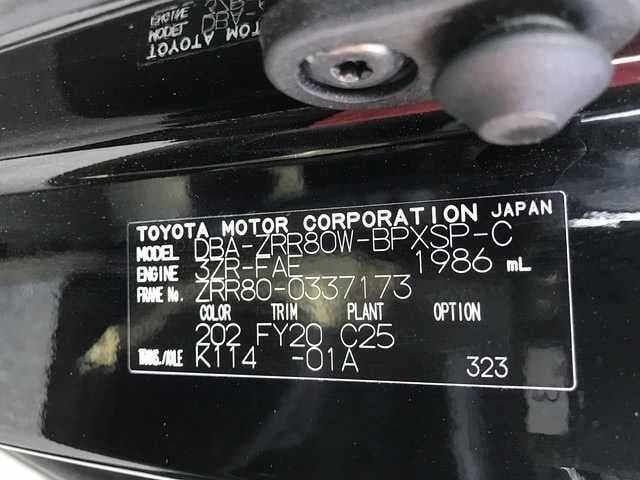 TOYOTA MOTOR CORPORATION JAPAN
MODEL DBA-ZRR80W-BPXSP-C
ENGINE 3ZR-FAE 1986 mL
FRAME No. ZRR80-0337173
COLOR TRIM PLANT OPTION
202 FY20 C25
TRANS./AXLE K114 -01A 323